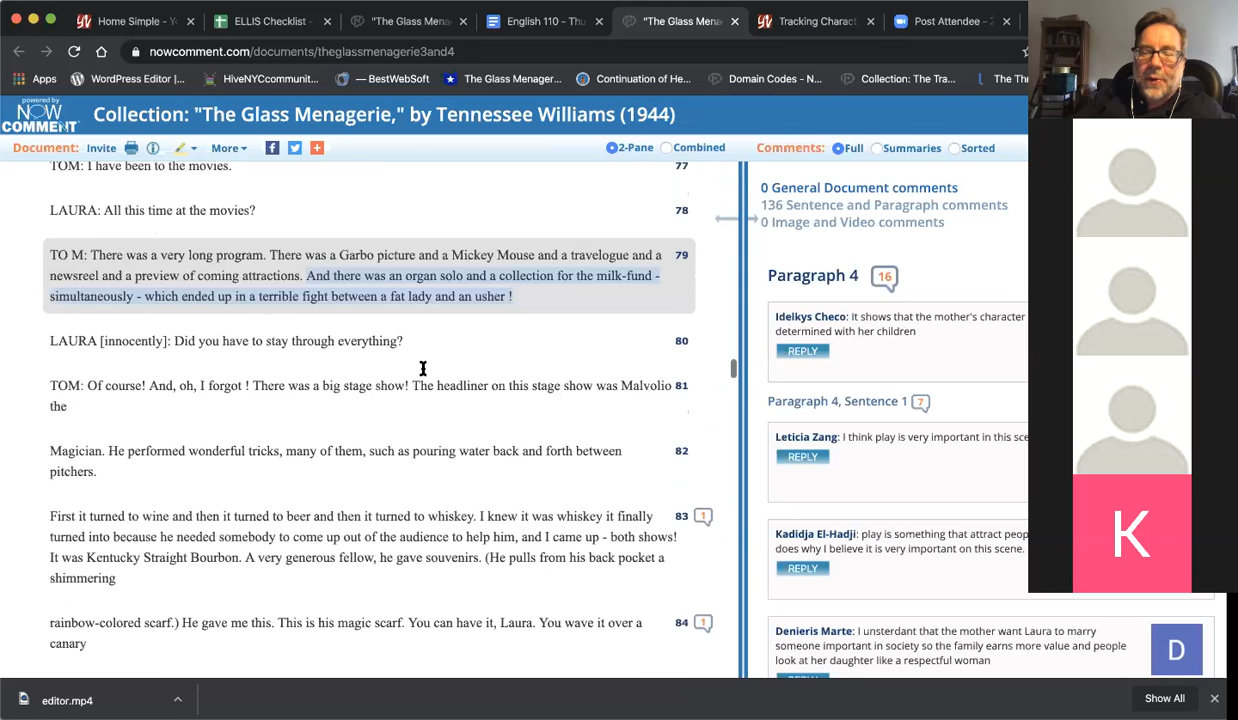 Home Simple - Y
ELLIS Checklist -
"The Glass Mena
English 110 - Thu
"The Glass Mena
Tracking Charact
Post Attendee - Z
nowcomment.com/documents/theglassmenagerie3and4
Apps
WordPress Editor |...
HiveNYCcommunit...
— BestWebSoft
The Glass Menager...
Continuation of He...
Domain Codes - N...
Collection: The Tra...
The Th
powered by
NOW
COMMENT
Collection: "The Glass Menagerie," by Tennessee Williams (1944)
Document: Invite More
2-Pane Combined
Comments: Full Summaries Sorted
TOM: I have been to the movies. 77
LAURA: All this time at the movies? 78
TO M: There was a very long program. There was a Garbo picture and a Mickey Mouse and a travelogue and a 79
newsreel and a preview of coming attractions. And there was an organ solo and a collection for the milk-fund -
simultaneously - which ended up in a terrible fight between a fat lady and an usher !
LAURA [innocently]: Did you have to stay through everything? 80
TOM: Of course! And, oh, I forgot ! There was a big stage show! The headliner on this stage show was Malvolio 81
the
Magician. He performed wonderful tricks, many of them, such as pouring water back and forth between 82
pitchers.
First it turned to wine and then it turned to beer and then it turned to whiskey. I knew it was whiskey it finally 83 1
turned into because he needed somebody to come up out of the audience to help him, and I came up - both shows!
It was Kentucky Straight Bourbon. A very generous fellow, he gave souvenirs. (He pulls from his back pocket a
shimmering
rainbow-colored scarf.) He gave me this. This is his magic scarf. You can have it, Laura. You wave it over a 84 1
canary
0 General Document comments
136 Sentence and Paragraph comments
0 Image and Video comments
Paragraph 4 16
Idelkys Checo: It shows that the mother's character
determined with her children
REPLY
Paragraph 4, Sentence 1 7
Leticia Zang: I think play is very important in this sce
REPLY
Kadidja El-Hadji: play is something that attract peop
does why I believe it is very important on this scene.
REPLY
Denieris Marte: I unsterdant that the mother want Laura to marry
someone important in society so the family earns more value and people
look at her daughter like a respectful woman
D
K
editor.mp4
Show All